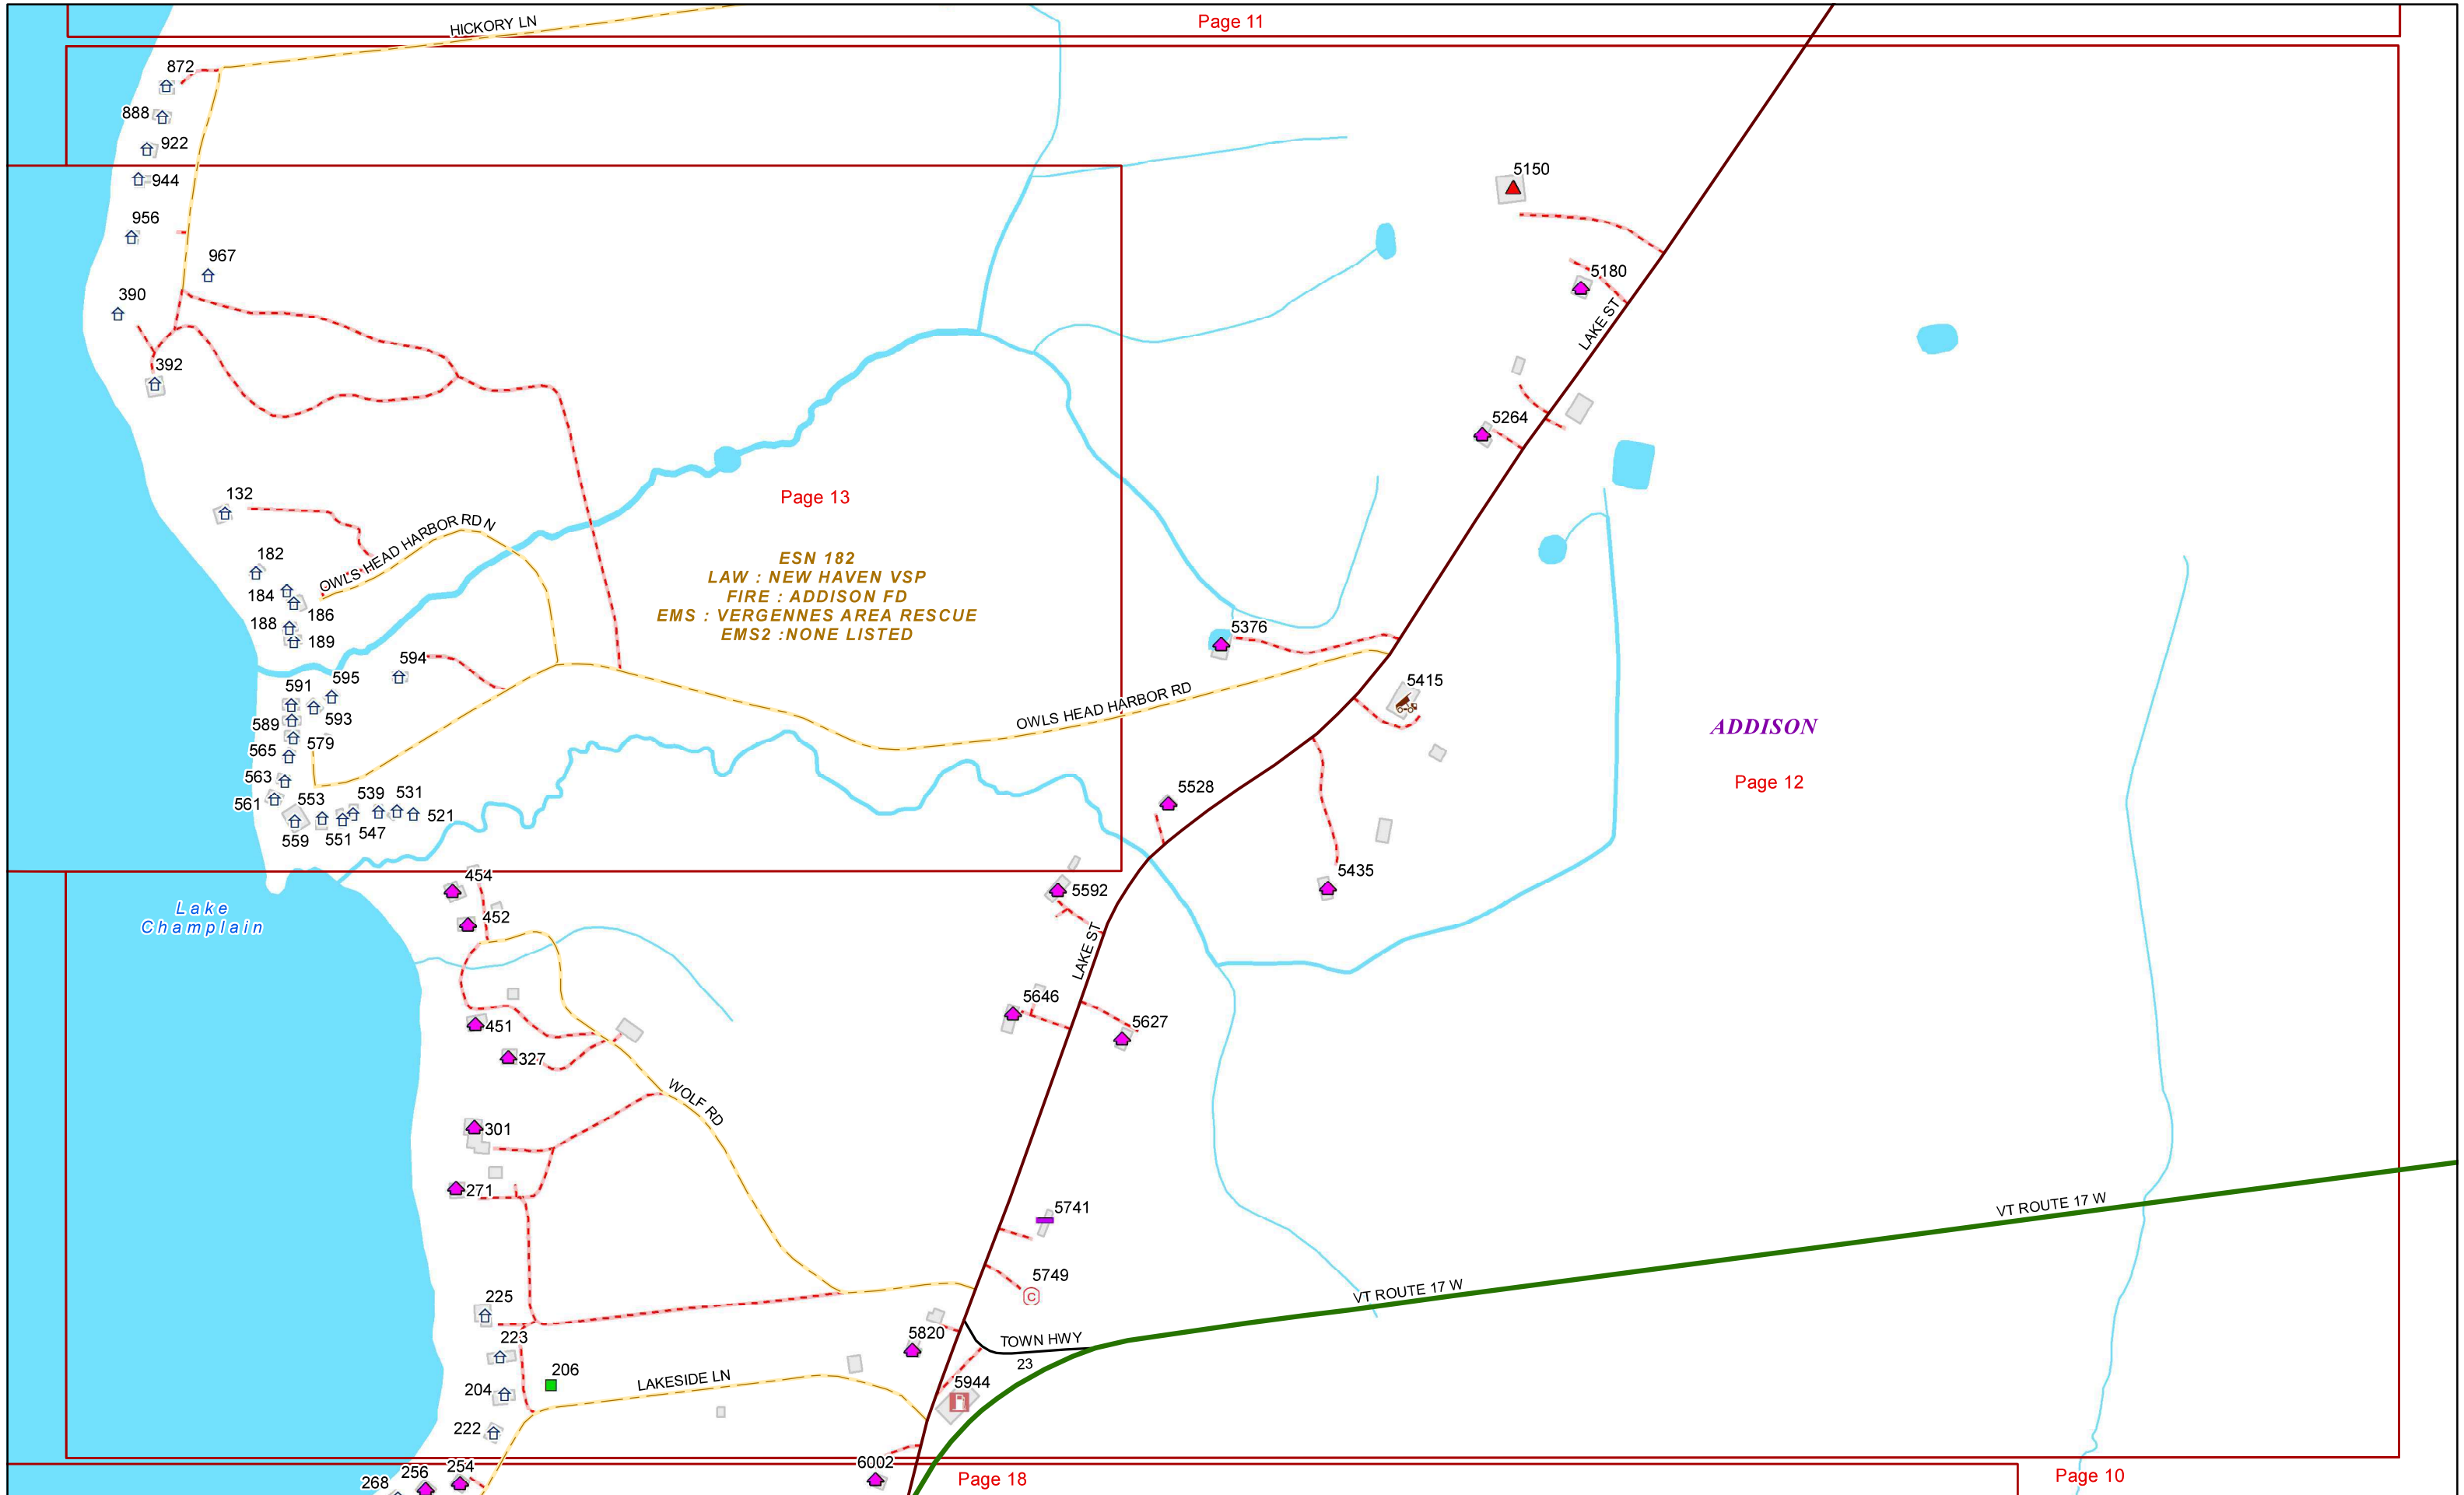 HICKORY LN
Page 11
872
888
922
944
956
967
390
392
5150
5180
LAKE ST
5264
132
Page 13
OWLS HEAD HARBOR RD N
182
184
186
188
189
ESN 182
LAW : NEW HAVEN VSP
FIRE : ADDISON FD
EMS : VERGENNES AREA RESCUE
EMS2 :NONE LISTED
5376
594
595
591
593
589
579
565
563
561
553
539
531
521
547
551
559
OWLS HEAD HARBOR RD
5415
ADDISON
Page 12
5528
5435
5592
454
452
Lake
Champlain
LAKE ST
5646
5627
451
327
WOLF RD
301
271
5741
5749
VT ROUTE 17 W
VT ROUTE 17 W
225
223
206
204
222
LAKESIDE LN
5820
TOWN HWY
23
5944
6002
Page 18
Page 10
254
256
268